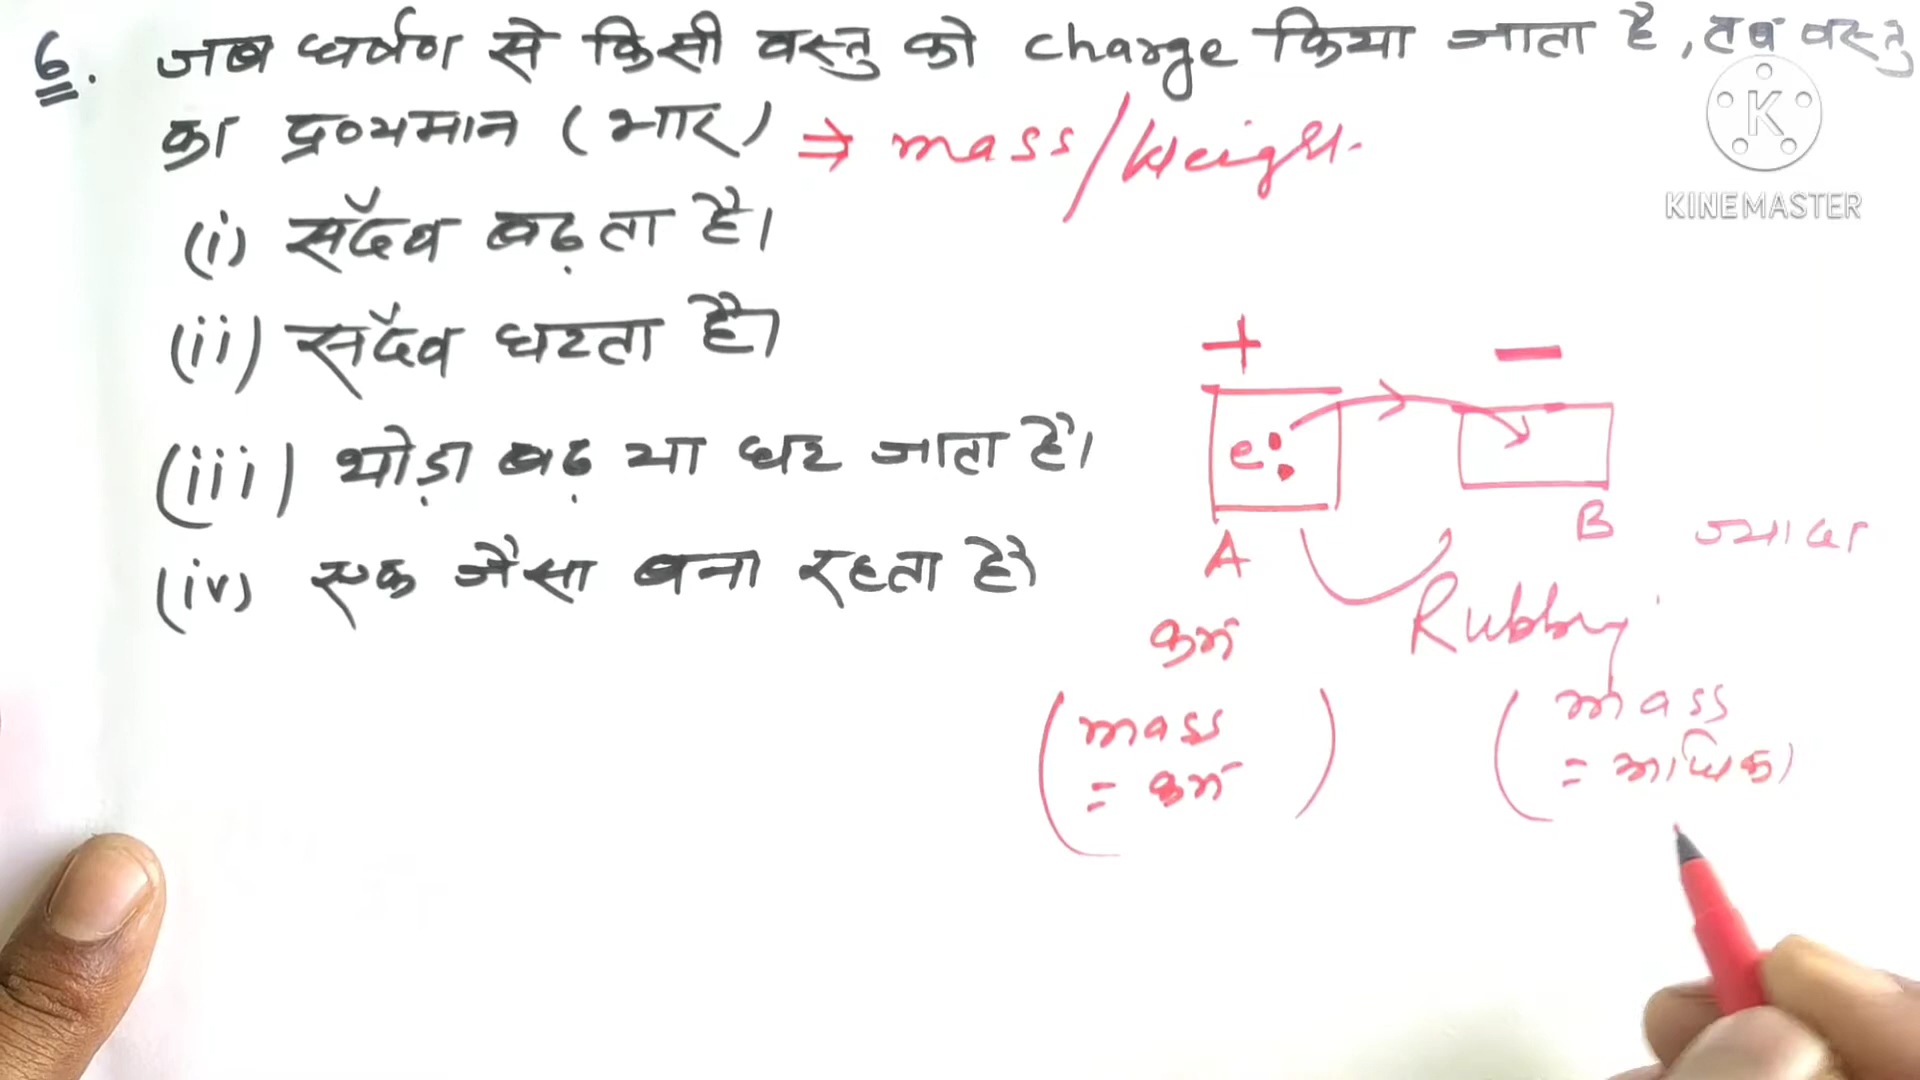 6. जब घर्षण से किसी वस्तु को charge किया जाता है, तब वस्तु
का द्रव्यमान (भार) ⇒ mass/Weight.
(i) सदैव बढ़ता है।
(ii) सदैव घटता है।
(iii) थोड़ा बढ़ या घट जाता है।
(iv) एक जैसा बना रहता है
K
KINEMASTER
+ −
e
A B
ज्यादा
कम
Rubbing
(mass
= कम)
(mass
= अधिक)